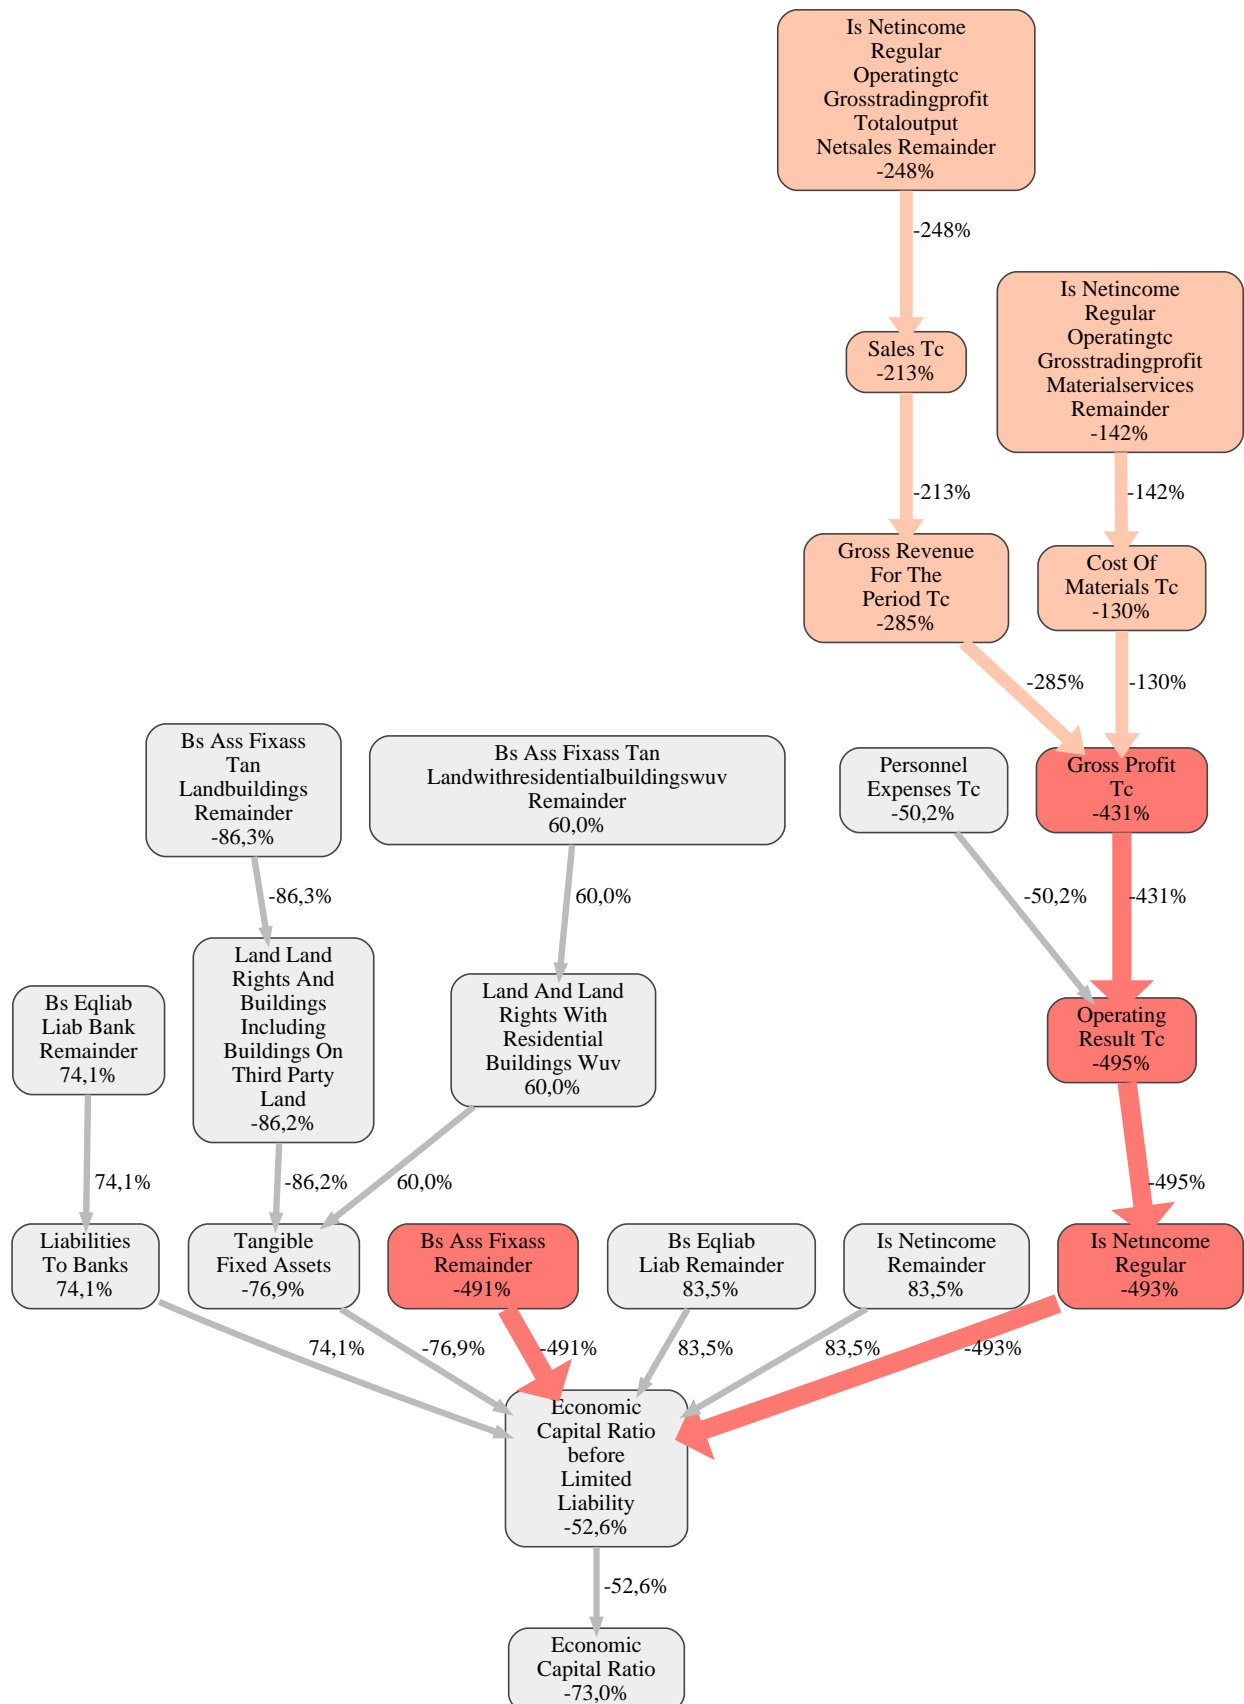 Is Netincome
Regular
Operatingtc
Grosstradingprofit
Totaloutput
Netsales Remainder
-248%
-248%
Is Netincome
Regular
Operatingtc
Grosstradingprofit
Materialservices
Remainder
-142%
Sales Tc
-213%
-213%
-142%
Gross Revenue
For The
Period Tc
-285%
Cost Of
Materials Tc
-130%
-285%
-130%
Bs Ass Fixass
Tan
Landbuildings
Remainder
-86,3%
Bs Ass Fixass Tan
Landwithresidentialbuildingswuv
Remainder
60,0%
Personnel
Expenses Tc
-50,2%
Gross Profit
Tc
-431%
-86,3%
60,0%
-50,2%
-431%
Bs Eqliab
Liab Bank
Remainder
74,1%
Land Land
Rights And
Buildings
Including
Buildings On
Third Party
Land
-86,2%
Land And Land
Rights With
Residential
Buildings Wuv
60,0%
Operating
Result Tc
-495%
74,1%
-86,2%
60,0%
-495%
Liabilities
To Banks
74,1%
Tangible
Fixed Assets
-76,9%
Bs Ass Fixass
Remainder
-491%
Bs Eqliab
Liab Remainder
83,5%
Is Netincome
Remainder
83,5%
Is Netincome
Regular
-493%
74,1%
-76,9%
-491%
83,5%
83,5%
-493%
Economic
Capital Ratio
before
Limited
Liability
-52,6%
-52,6%
Economic
Capital Ratio
-73,0%